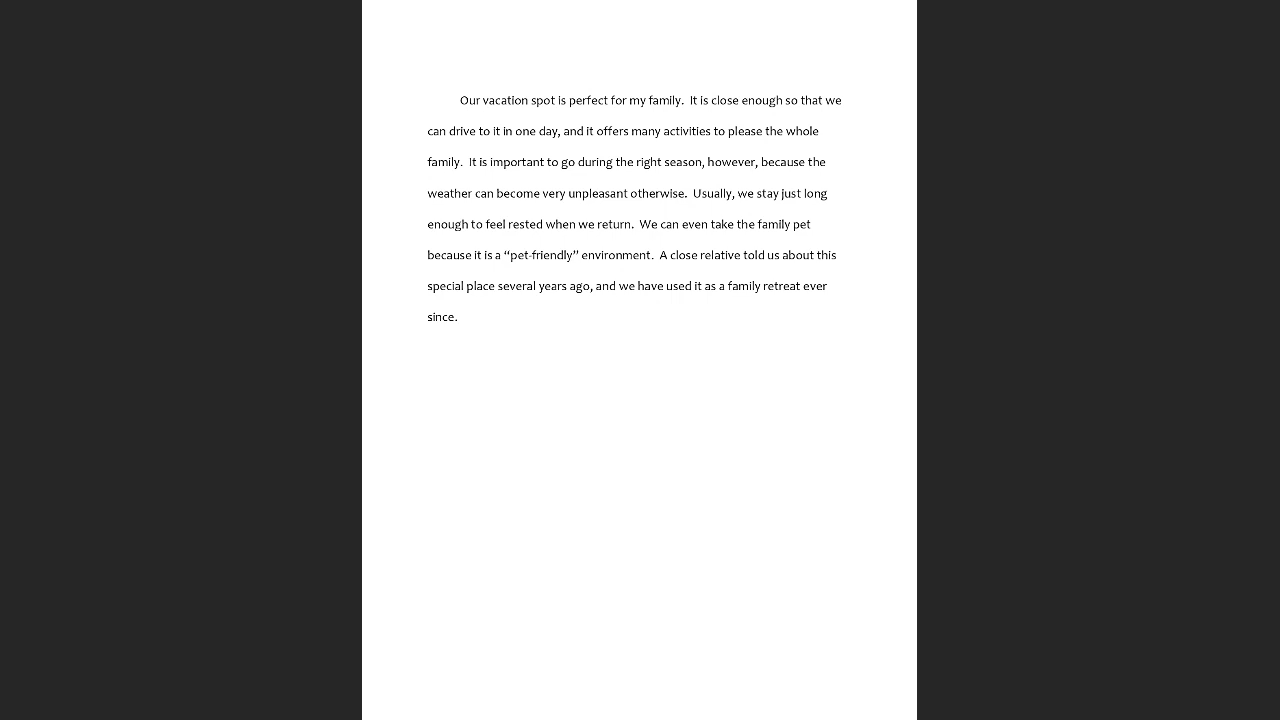 Our vacation spot is perfect for my family.  It is close enough so that we
can drive to it in one day, and it offers many activities to please the whole
family.  It is important to go during the right season, however, because the
weather can become very unpleasant otherwise.  Usually, we stay just long
enough to feel rested when we return.  We can even take the family pet
because it is a “pet-friendly” environment.  A close relative told us about this
special place several years ago, and we have used it as a family retreat ever
since.